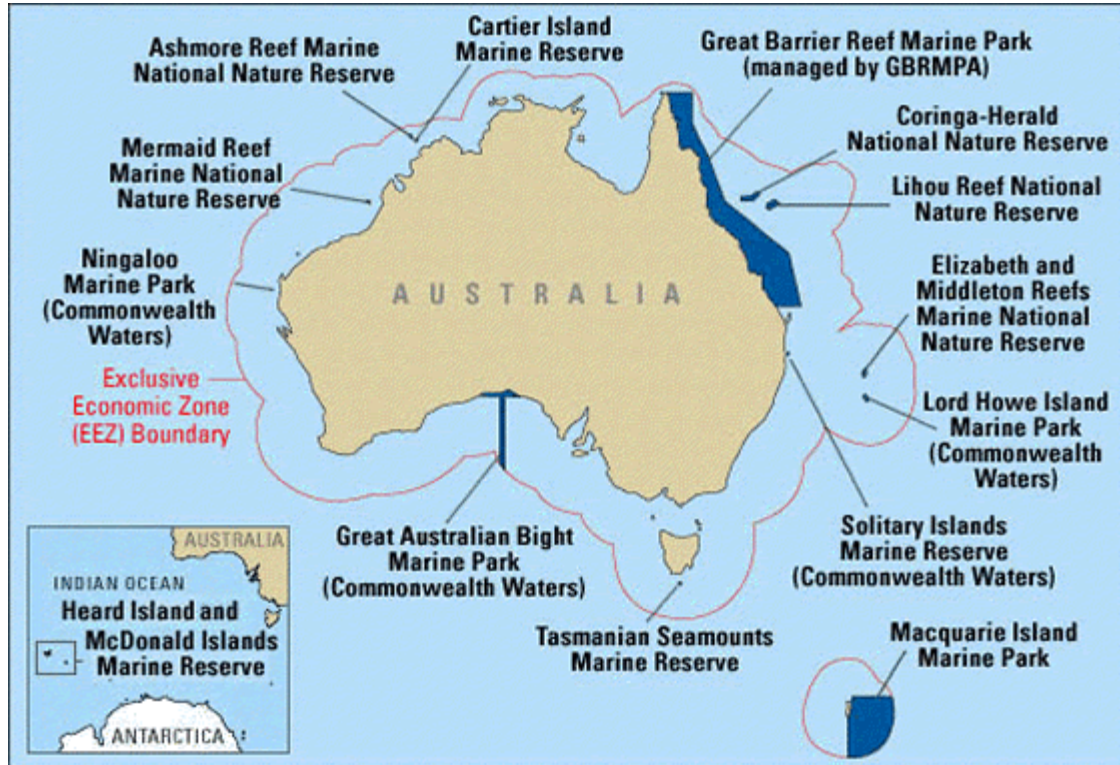 Ashmore Reef Marine
National Nature Reserve
Cartier Island
Marine Reserve
Great Barrier Reef Marine Park
(managed by GBRMPA)
Coringa-Herald
National Nature Reserve
Mermaid Reef
Marine National
Nature Reserve
Lihou Reef National
Nature Reserve
Ningaloo
Marine Park
(Commonwealth
Waters)
AUSTRALIA
Elizabeth and
Middleton Reefs
Marine National
Nature Reserve
Exclusive
Economic Zone
(EEZ) Boundary
Lord Howe Island
Marine Park
(Commonwealth
Waters)
Great Australian Bight
Marine Park
(Commonwealth Waters)
Solitary Islands
Marine Reserve
(Commonwealth Waters)
Tasmanian Seamounts
Marine Reserve
Macquarie Island
Marine Park
AUSTRALIA
INDIAN OCEAN
Heard Island and
McDonald Islands
Marine Reserve
ANTARCTICA